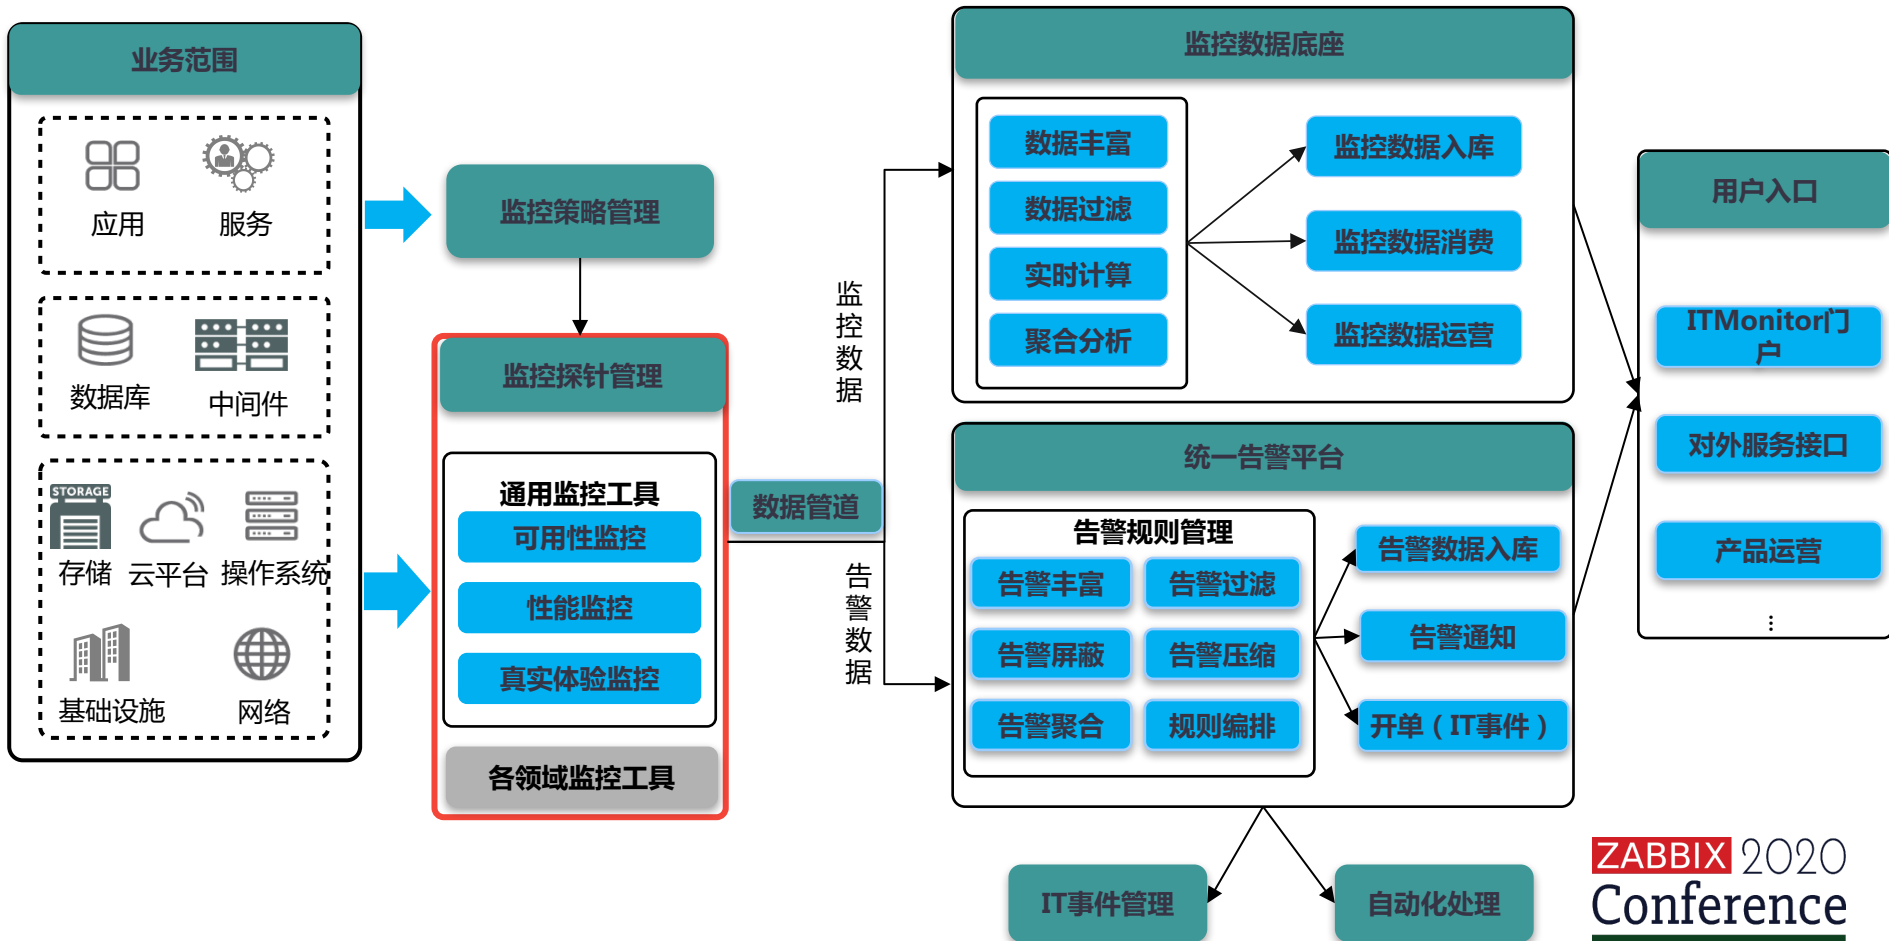 业务范围
应用
服务
数据库
中间件
STORAGE
存储
云平台
操作系统
基础设施
网络
监控策略管理
监控探针管理
通用监控工具
可用性监控
性能监控
真实体验监控
各领域监控工具
数据管道
监控数据
告警数据
监控数据底座
数据丰富
数据过滤
实时计算
聚合分析
监控数据入库
监控数据消费
监控数据运营
统一告警平台
告警规则管理
告警丰富
告警过滤
告警屏蔽
告警压缩
告警聚合
规则编排
告警数据入库
告警通知
开单（IT事件）
IT事件管理
自动化处理
用户入口
ITMonitor门
户
对外服务接口
产品运营
...
ZABBIX 2020
Conference